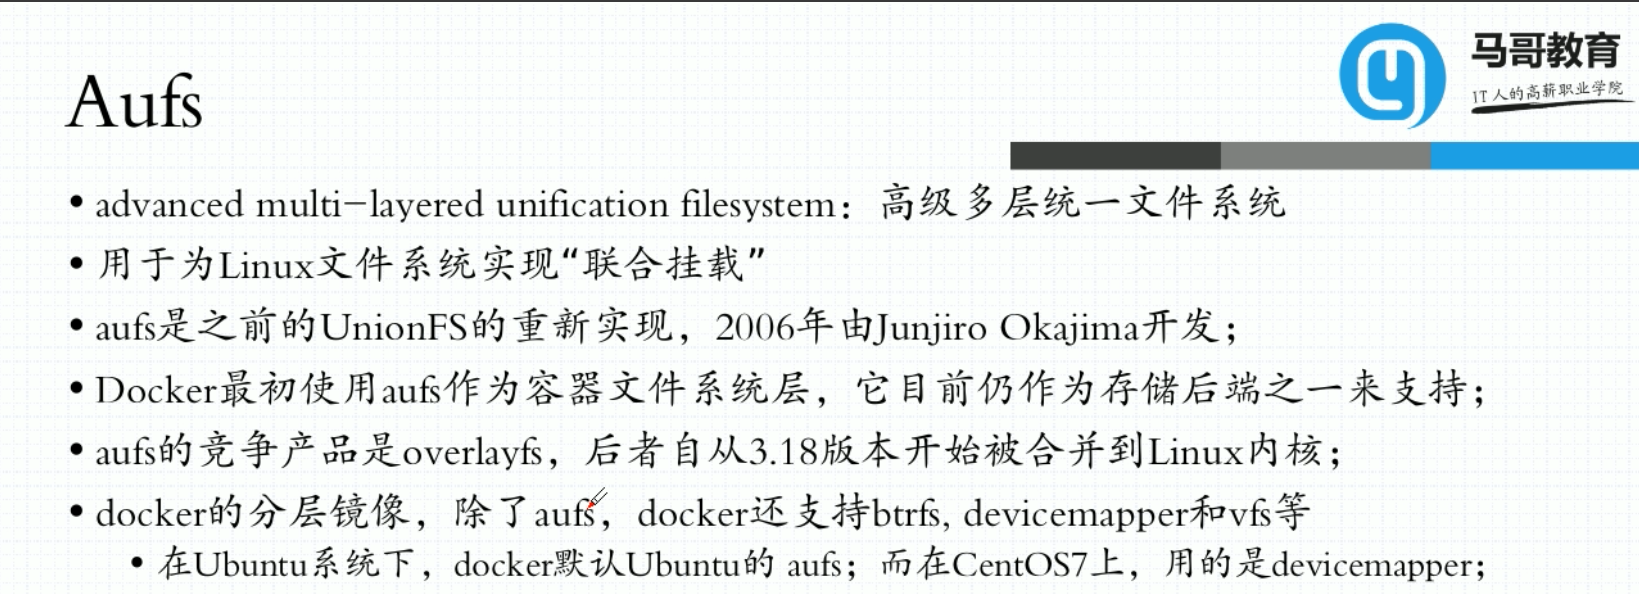 马哥教育
IT人的高薪职业学院
Aufs
• advanced multi-layered unification filesystem：高级多层统一文件系统
• 用于为Linux文件系统实现“联合挂载”
• aufs是之前的UnionFS的重新实现，2006年由Junjiro Okajima开发；
• Docker最初使用aufs作为容器文件系统层，它目前仍作为存储后端之一来支持；
• aufs的竞争产品是overlayfs，后者自从3.18版本开始被合并到Linux内核；
• docker的分层镜像，除了aufs，docker还支持btrfs, devicemapper和vfs等
• 在Ubuntu系统下，docker默认Ubuntu的 aufs；而在CentOS7上，用的是devicemapper；